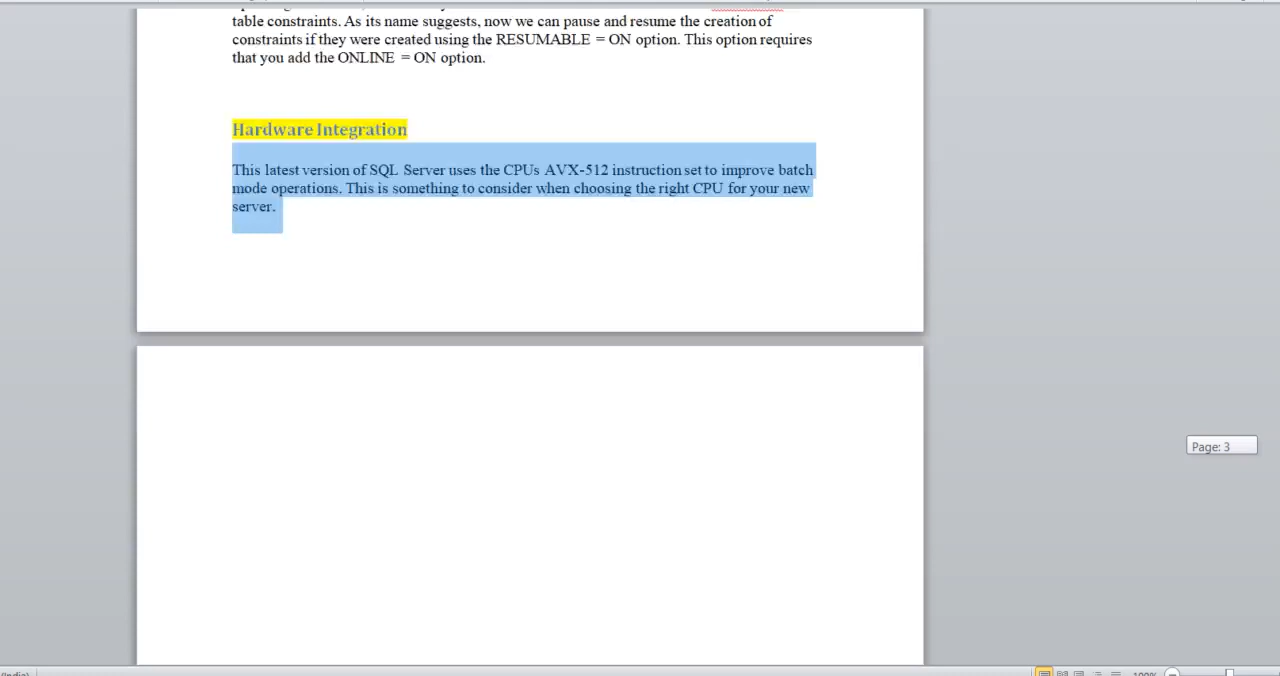 table constraints. As its name suggests, now we can pause and resume the creation of
constraints if they were created using the RESUMABLE = ON option. This option requires
that you add the ONLINE = ON option.
Hardware Integration
This latest version of SQL Server uses the CPUs AVX-512 instruction set to improve batch
mode operations. This is something to consider when choosing the right CPU for your new
server.
Page: 3